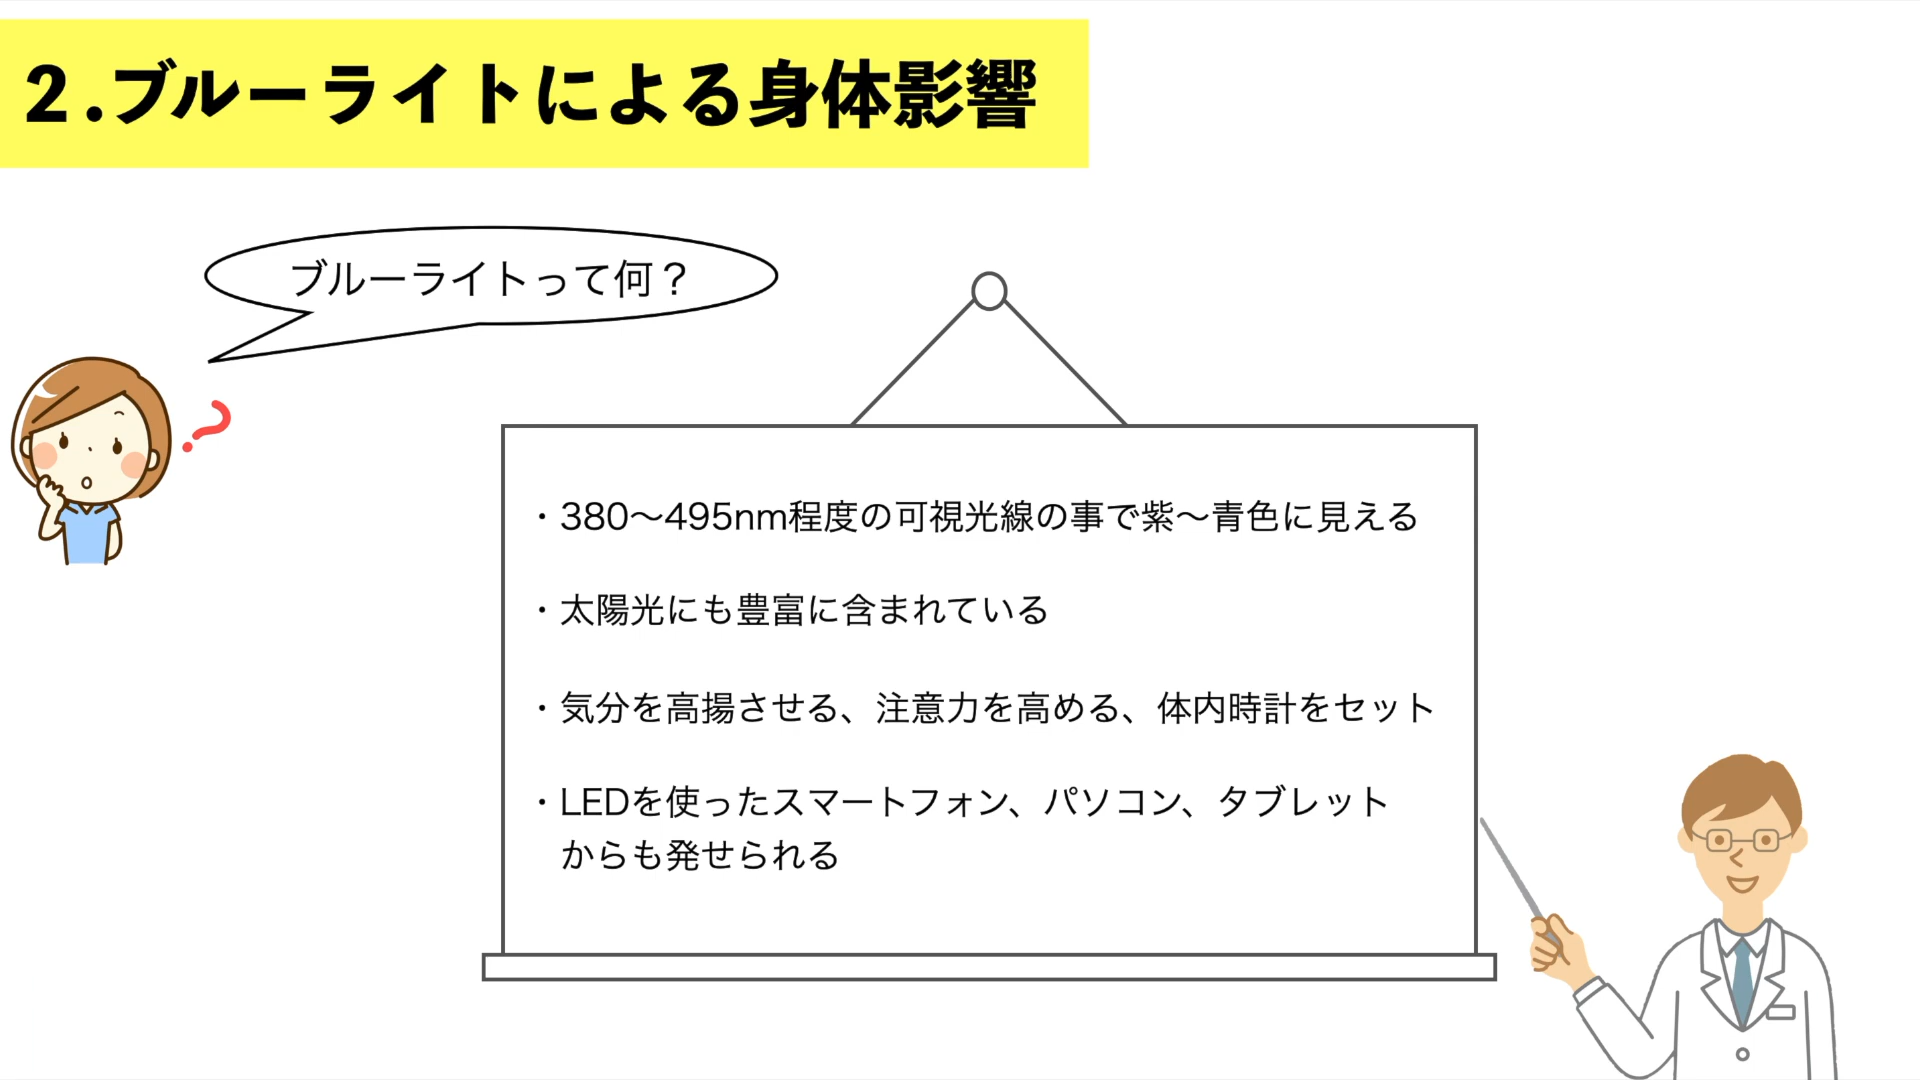 ２.ブルーライトによる身体影響
ブルーライトって何？
・380〜495nm程度の可視光線の事で紫〜青色に見える
・太陽光にも豊富に含まれている
・気分を高揚させる、注意力を高める、体内時計をセット
・LEDを使ったスマートフォン、パソコン、タブレット
からも発せられる